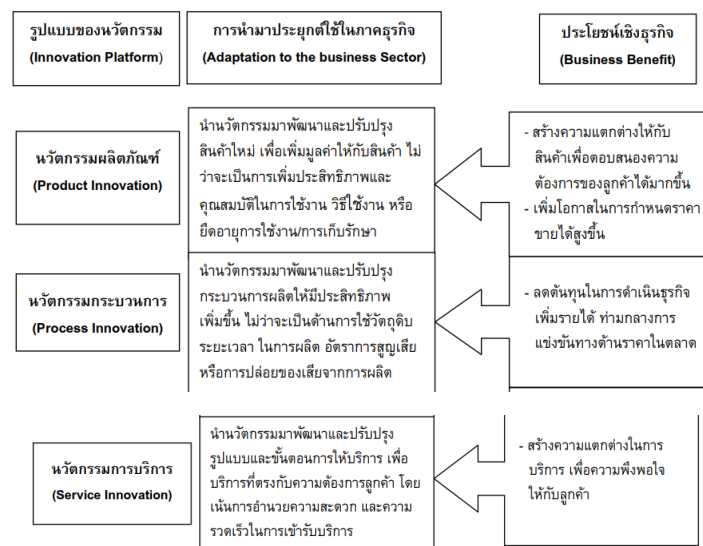 รูปแบบของนวัตกรรม
(Innovation Platform)
การนำมาประยุกต์ใช้ในภาคธุรกิจ
(Adaptation to the business Sector)
ประโยชน์เชิงธุรกิจ
(Business Benefit)
นวัตกรรมผลิตภัณฑ์
(Product Innovation)
นำนวัตกรรมมาพัฒนาและปรับปรุง
สินค้าใหม่ เพื่อเพิ่มมูลค่าให้กับสินค้า ไม่
ว่าจะเป็นการเพิ่มประสิทธิภาพและ
คุณสมบัติในการใช้งาน วิธีใช้งาน หรือ
ยืดอายุการใช้งาน/การเก็บรักษา
- สร้างความแตกต่างให้กับ
สินค้าเพื่อตอบสนองความ
ต้องการของลูกค้าได้มากขึ้น
- เพิ่มโอกาสในการกำหนดราคา
ขายได้สูงขึ้น
นวัตกรรมกระบวนการ
(Process Innovation)
นำนวัตกรรมมาพัฒนาและปรับปรุง
กระบวนการผลิตให้มีประสิทธิภาพ
เพิ่มขึ้น ไม่ว่าจะเป็นด้านการใช้วัตถุดิบ
ระยะเวลา ในการผลิต อัตราการสูญเสีย
หรือการปล่อยของเสียจากการผลิต
- ลดต้นทุนในการดำเนินธุรกิจ
เพิ่มรายได้ ท่ามกลางการ
แข่งขันทางด้านราคาในตลาด
นวัตกรรมการบริการ
(Service Innovation)
นำนวัตกรรมมาพัฒนาและปรับปรุง
รูปแบบและขั้นตอนการให้บริการ เพื่อ
บริการที่ตรงกับความต้องการลูกค้า โดย
เน้นการอำนวยความสะดวก และความ
รวดเร็วในการเข้ารับบริการ
- สร้างความแตกต่างในการ
บริการ เพื่อความพึงพอใจ
ให้กับลูกค้า